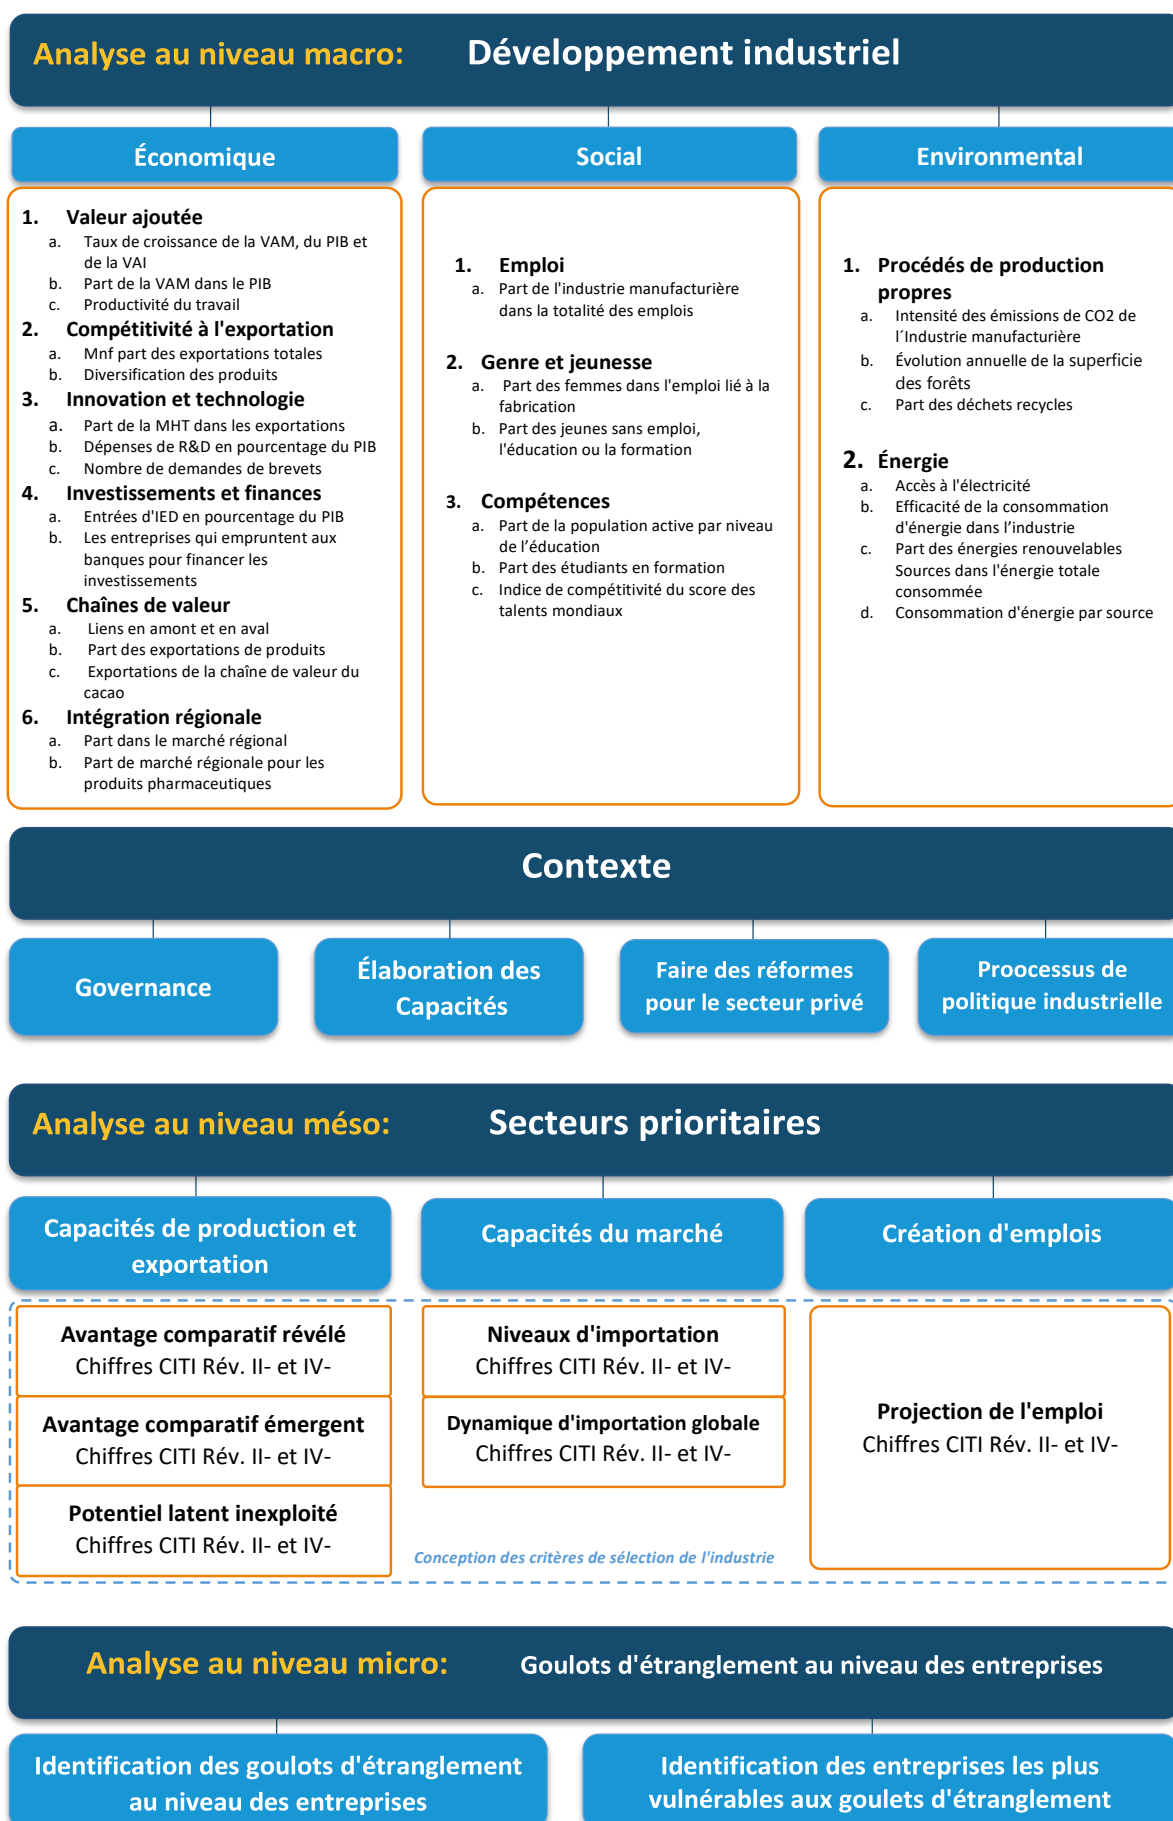 Analyse au niveau macro: Développement industriel
Économique
1. Valeur ajoutée
a. Taux de croissance de la VAM, du PIB et
de la VAI
b. Part de la VAM dans le PIB
c. Productivité du travail
2. Compétitivité à l'exportation
a. Mnf part des exportations totales
b. Diversification des produits
3. Innovation et technologie
a. Part de la MHT dans les exportations
b. Dépenses de R&D en pourcentage du PIB
c. Nombre de demandes de brevets
4. Investissements et finances
a. Entrées d'IED en pourcentage du PIB
b. Les entreprises qui empruntent aux
banques pour financer les
investissements
5. Chaînes de valeur
a. Liens en amont et en aval
b. Part des exportations de produits
c. Exportations de la chaîne de valeur du
cacao
6. Intégration régionale
a. Part dans le marché régional
b. Part de marché régionale pour les
produits pharmaceutiques
Social
1. Emploi
a. Part de l'industrie manufacturière
dans la totalité des emplois
2. Genre et jeunesse
a. Part des femmes dans l'emploi lié à la
fabrication
b. Part des jeunes sans emploi,
l'éducation ou la formation
3. Compétences
a. Part de la population active par niveau
de l'éducation
b. Part des étudiants en formation
c. Indice de compétitivité du score des
talents mondiaux
Environmental
1. Procédés de production
propres
a. Intensité des émissions de CO2 de
l´Industrie manufacturière
b. Évolution annuelle de la superficie
des forêts
c. Part des déchets recycles
2. Énergie
a. Accès à l'électricité
b. Efficacité de la consommation
d'énergie dans l’industrie
c. Part des énergies renouvelables
Sources dans l'énergie totale
consommée
d. Consommation d'énergie par source
Contexte
Governance
Élaboration des
Capacités
Faire des réformes
pour le secteur privé
Proocessus de
politique industrielle
Analyse au niveau méso: Secteurs prioritaires
Capacités de production et
exportation
Avantage comparatif révélé
Chiffres CITI Rév. II- et IV-
Avantage comparatif émergent
Chiffres CITI Rév. II- et IV-
Potentiel latent inexploité
Chiffres CITI Rév. II- et IV-
Capacités du marché
Niveaux d'importation
Chiffres CITI Rév. II- et IV-
Dynamique d'importation globale
Chiffres CITI Rév. II- et IV-
Conception des critères de sélection de l'industrie
Création d'emplois
Projection de l'emploi
Chiffres CITI Rév. II- et IV-
Analyse au niveau micro: Goulots d'étranglement au niveau des entreprises
Identification des goulots d'étranglement
au niveau des entreprises
Identification des entreprises les plus
vulnérables aux goulets d'étranglement